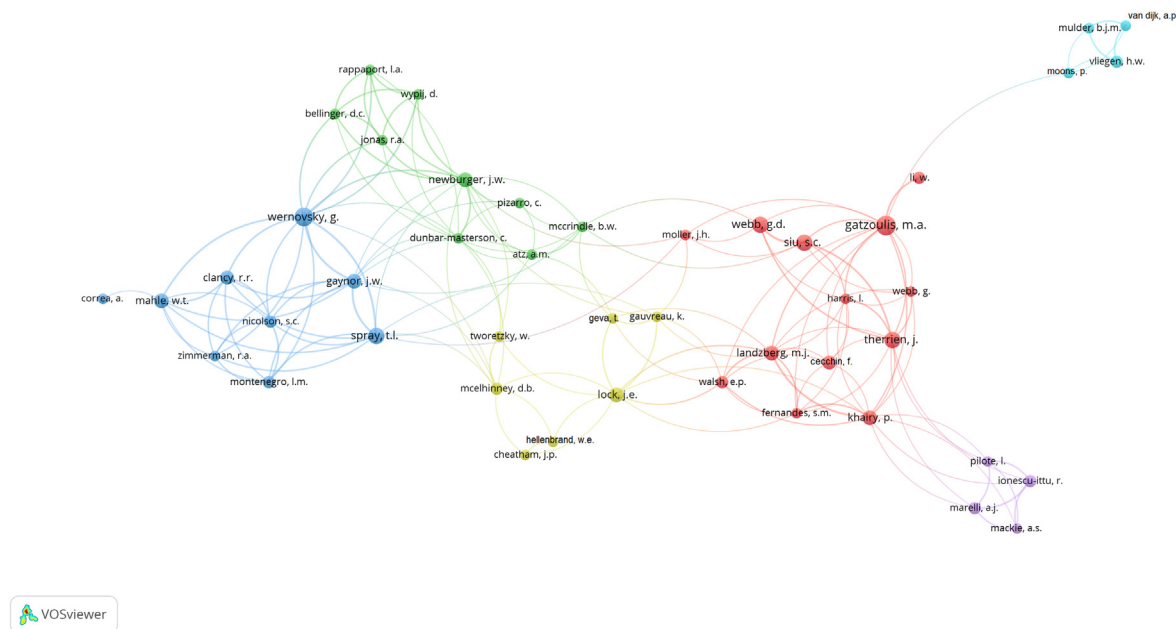 van dijk, a.p
mulder, b.j.m.
vliegen, h.w.
moons, p.
rappaport, l.a.
wypij, d.
bellinger, d.c.
jonas, r.a.
newburger, j.w.
li, w.
pizarro, c.
wernovsky, g.
mccrindle, b.w.
webb, g.d.
gatzoulis, m.a.
dunbar-masterson, c.
moller, j.h.
siu, s.c.
atz, a.m.
clancy, r.r.
gaynor, j.w.
webb, g.
correa, a.
mahle, w.t.
harris, l.
nicolson, s.c.
geva, t.
gauvreau, k.
spray, t.l.
tworetzky, w.
therrien, j.
zimmerman, r.a.
landzberg, m.j.
cecchin, f.
montenegro, l.m.
walsh, e.p.
mcelhinney, d.b.
lock, j.e.
fernandes, s.m.
khairy, p.
hellenbrand, w.e.
cheatham, j.p.
pilote, l.
ionescu-ittu, r.
marelli, a.j.
mackie, a.s.
VOSviewer